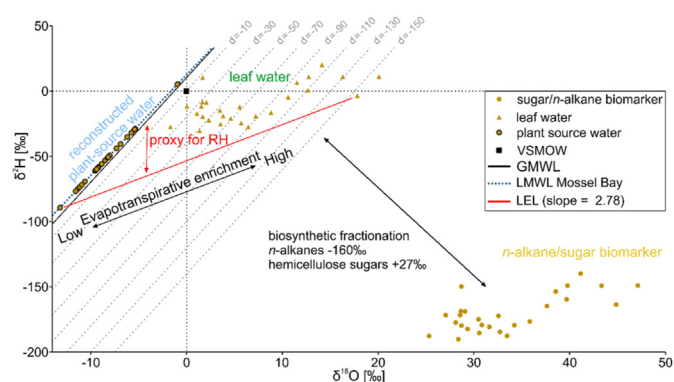 50
0
-50
-100
-150
-200
δ²H [‰]
-10
0
10
20
30
40
50
δ¹⁸O [‰]
d=-10
d=-30
d=-50
d=-70
d=-90
d=-110
d=-130
d=-150
leaf water
reconstructed
plant-source water
proxy for RH
Low
Evapotranspirative enrichment
High
biosynthetic fractionation
n-alkanes -160‰
hemicellulose sugars +27‰
n-alkane/sugar biomarker
sugar/n-alkane biomarker
leaf water
plant source water
VSMOW
GMWL
LMWL Mossel Bay
LEL (slope = 2.78)